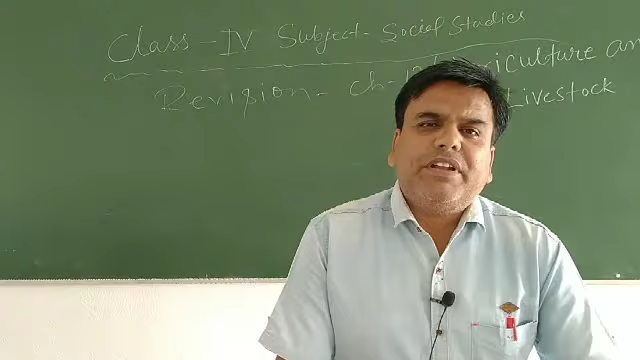 Class - IV Subject - Social Studies
Revision - ch- Agriculture an
Livestock